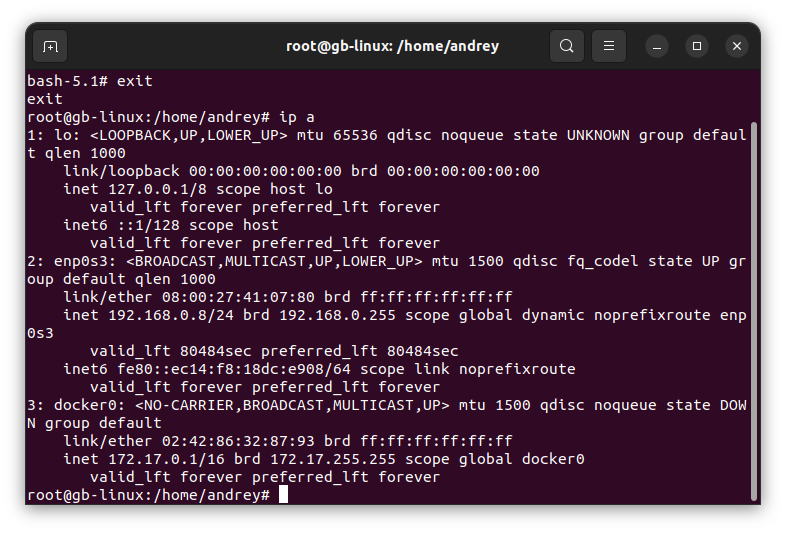 root@gb-linux: /home/andrey
bash-5.1# exit
exit
root@gb-linux:/home/andrey# ip a
1: lo: <LOOPBACK,UP,LOWER_UP> mtu 65536 qdisc noqueue state UNKNOWN group defaul
t qlen 1000
    link/loopback 00:00:00:00:00:00 brd 00:00:00:00:00:00
    inet 127.0.0.1/8 scope host lo
       valid_lft forever preferred_lft forever
    inet6 ::1/128 scope host
       valid_lft forever preferred_lft forever
2: enp0s3: <BROADCAST,MULTICAST,UP,LOWER_UP> mtu 1500 qdisc fq_codel state UP gr
oup default qlen 1000
    link/ether 08:00:27:41:07:80 brd ff:ff:ff:ff:ff:ff
    inet 192.168.0.8/24 brd 192.168.0.255 scope global dynamic noprefixroute enp
0s3
       valid_lft 80484sec preferred_lft 80484sec
    inet6 fe80::ec14:f8:18dc:e908/64 scope link noprefixroute
       valid_lft forever preferred_lft forever
3: docker0: <NO-CARRIER,BROADCAST,MULTICAST,UP> mtu 1500 qdisc noqueue state DOW
N group default
    link/ether 02:42:86:32:87:93 brd ff:ff:ff:ff:ff:ff
    inet 172.17.0.1/16 brd 172.17.255.255 scope global docker0
       valid_lft forever preferred_lft forever
root@gb-linux:/home/andrey#